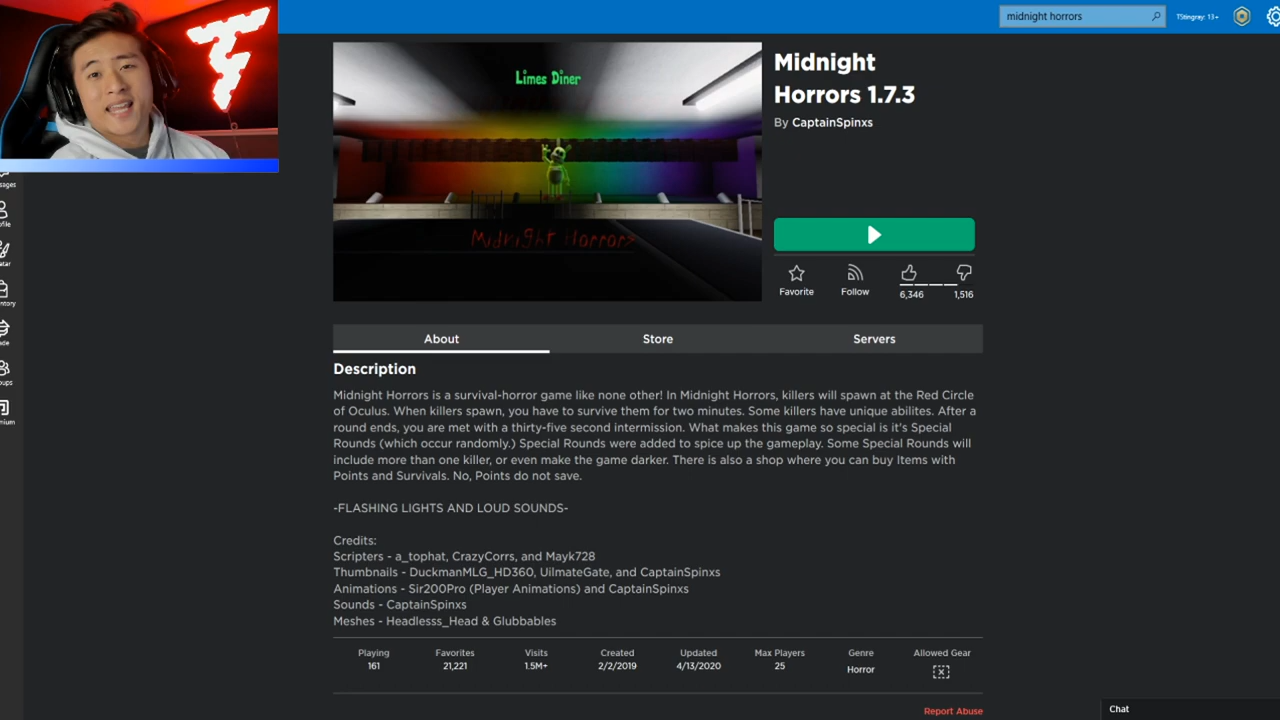 midnight horrors
TStingray: 13+
Limes Diner
Midnight Horrors
Midnight
Horrors 1.7.3
By CaptainSpinxs
Favorite
Follow
6,346
1,516
About
Store
Servers
Description
Midnight Horrors is a survival-horror game like none other! In Midnight Horrors, killers will spawn at the Red Circle
of Oculus. When killers spawn, you have to survive them for two minutes. Some killers have unique abilites. After a
round ends, you are met with a thirty-five second intermission. What makes this game so special is it's Special
Rounds (which occur randomly.) Special Rounds were added to spice up the gameplay. Some Special Rounds will
include more than one killer, or even make the game darker. There is also a shop where you can buy Items with
Points and Survivals. No, Points do not save.
-FLASHING LIGHTS AND LOUD SOUNDS-
Credits:
Scripters - a_tophat, CrazyCorrs, and Mayk728
Thumbnails - DuckmanMLG_HD360, UilmateGate, and CaptainSpinxs
Animations - Sir200Pro (Player Animations) and CaptainSpinxs
Sounds - CaptainSpinxs
Meshes - Headlesss_Head & Glubbables
Playing
161
Favorites
21,221
Visits
1.5M+
Created
2/2/2019
Updated
4/13/2020
Max Players
25
Genre
Horror
Allowed Gear
Report Abuse
Chat
ssages
ofile
atar
ntory
ade
oups
mium